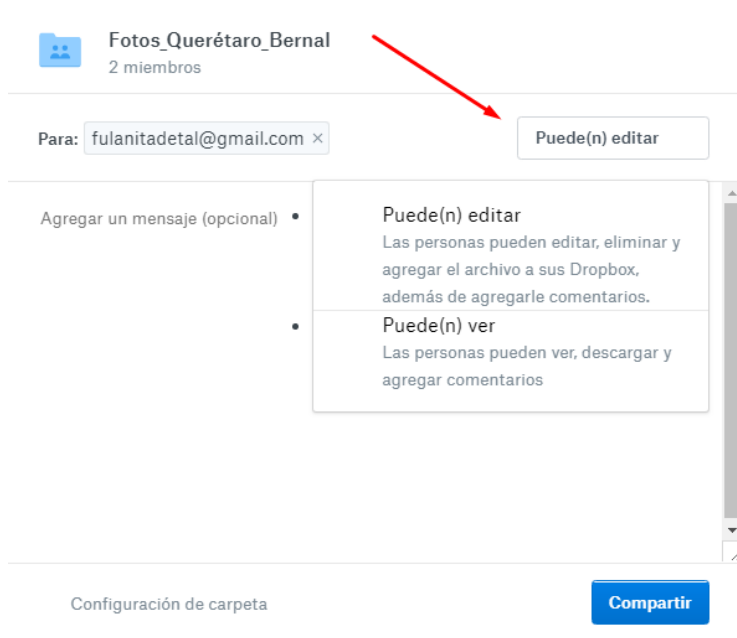 Fotos_Querétaro_Bernal
2 miembros
Para: fulanitadetal@gmail.com ×
Puede(n) editar
Agregar un mensaje (opcional)
Puede(n) editar
Las personas pueden editar, eliminar y
agregar el archivo a sus Dropbox,
además de agregarle comentarios.
Puede(n) ver
Las personas pueden ver, descargar y
agregar comentarios
Configuración de carpeta
Compartir